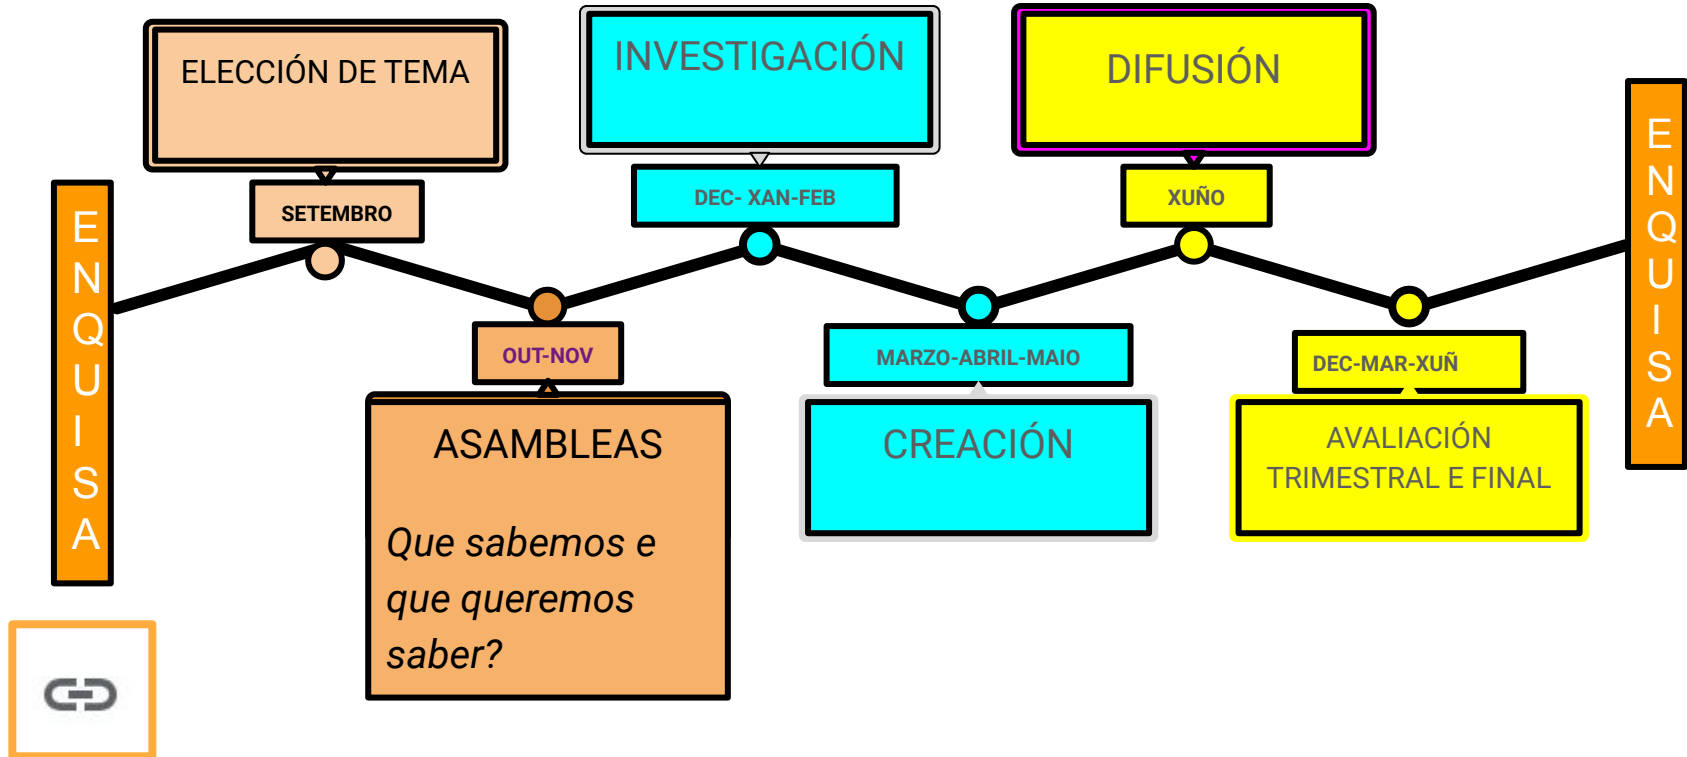 ENQUISA
ELECCIÓN DE TEMA
SETEMBRO
OUT-NOV
ASAMBLEAS
Que sabemos e
que queremos
saber?
INVESTIGACIÓN
DEC- XAN-FEB
MARZO-ABRIL-MAIO
CREACIÓN
DIFUSIÓN
XUÑO
DEC-MAR-XUÑ
AVALIACIÓN
TRIMESTRAL E FINAL
ENQUISA